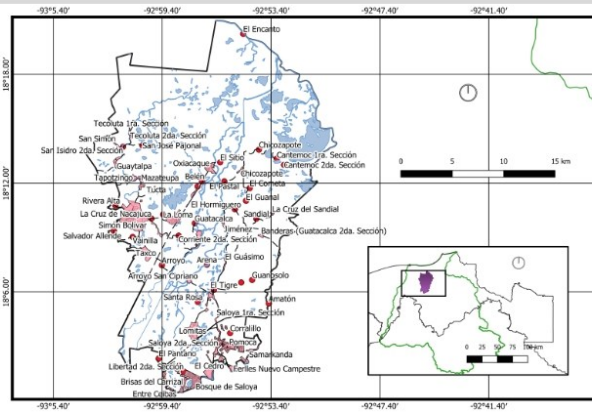 -93°5.40' -92°59.40' -92°53.40' -92°47.40' -92°41.40'
18°18.00'
18°12.00'
18°6.00'
El Encanto
Tecoluta 1ra. Sección
Tecoluta 2da. Sección
San Simón
San José Pajonal
San Isidro 2da. Sección
Chicozapote
Cantemoc 1ra. Sección
Cantemoc 2da. Sección
El Sitio
Oxiacaque
Guaytalpa
Chicozapote
Tapotzingo
Mazateupa
Belén
El Pastal
El Cometa
Tucta
El Guanal
Rivera Alta
El Hormiguero
La Cruz del Sandial
La Cruz de Nacajuca
La Loma
Sandial
Guatacalca
Simón Bolívar
Jiménez
Banderas (Guatacalca 2da. Sección)
Salvador Allende
Vainilla
Corriente 2da. Sección
Taxco
Arroyo
Arena
El Guásimo
Arroyo San Cipriano
Guanosolo
El Tigre
Santa Rosa
Amatón
Saloya 1ra. Sección
Lomitas
Corralillo
Saloya 2da. Sección
Pomoca
El Pantano
Samarkanda
Libertad 2da. Sección
El Cedro
Brisas del Carrizal
Bosque de Saloya
0 5 10 15 km
0 25 50 75 100 km
-93°5.40' -92°59.40' -92°53.40' -92°47.40' -92°41.40'